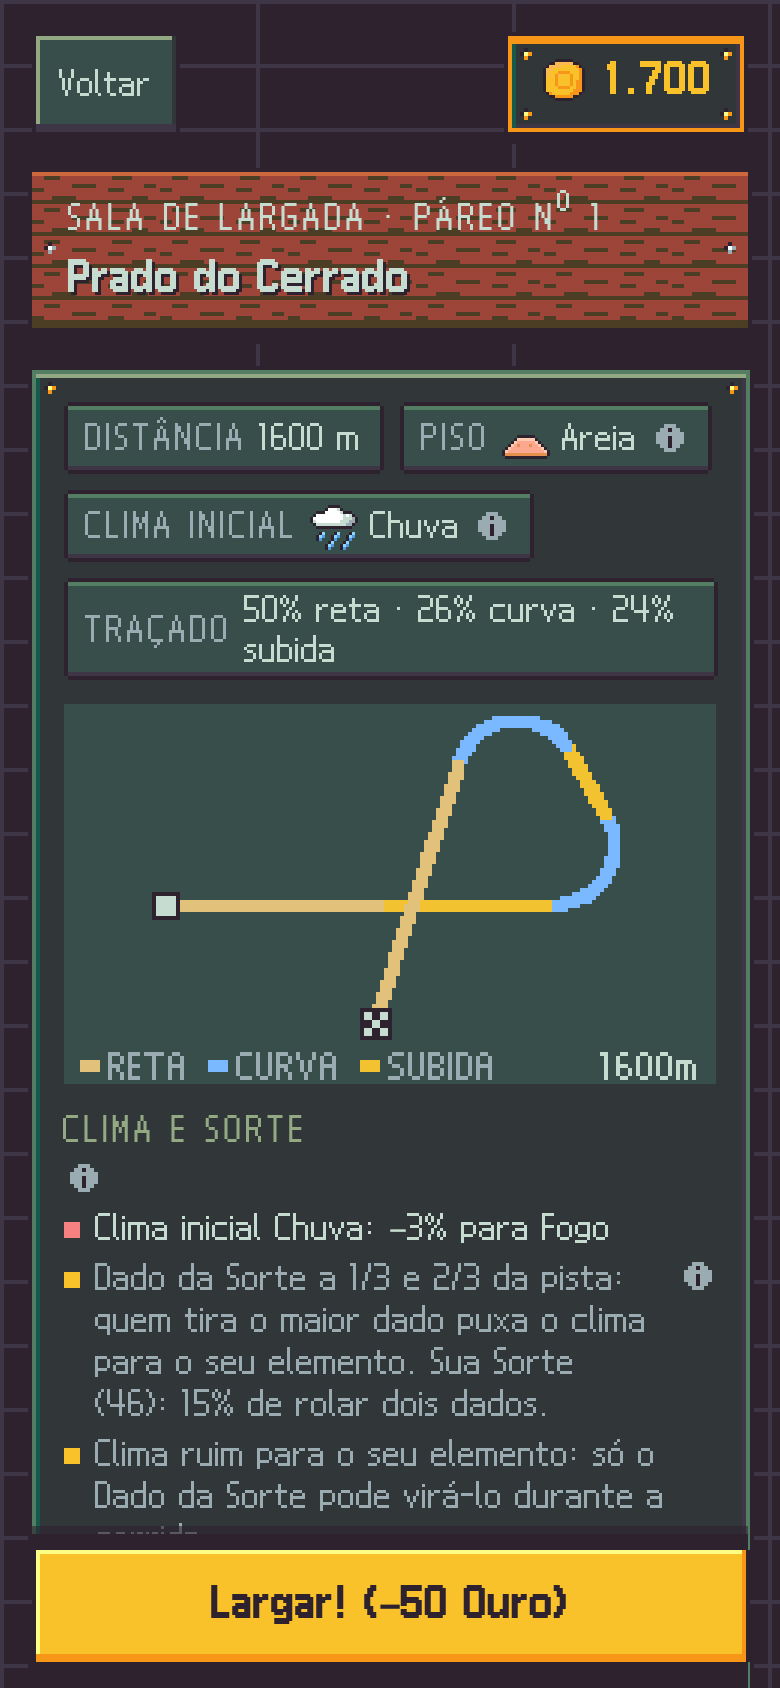 Voltar
1.700
SALA DE LARGADA · PÁREO Nº 1
Prado do Cerrado
DISTÂNCIA 1600 m
PISO Areia
CLIMA INICIAL Chuva
TRAÇADO 50% reta · 26% curva · 24%
subida
RETA CURVA SUBIDA 1600m
CLIMA E SORTE
Clima inicial Chuva: −3% para Fogo
Dado da Sorte a 1/3 e 2/3 da pista:
quem tira o maior dado puxa o clima
para o seu elemento. Sua Sorte
(46): 15% de rolar dois dados.
Clima ruim para o seu elemento: só o
Dado da Sorte pode virá-lo durante a
Largar! (−50 Ouro)